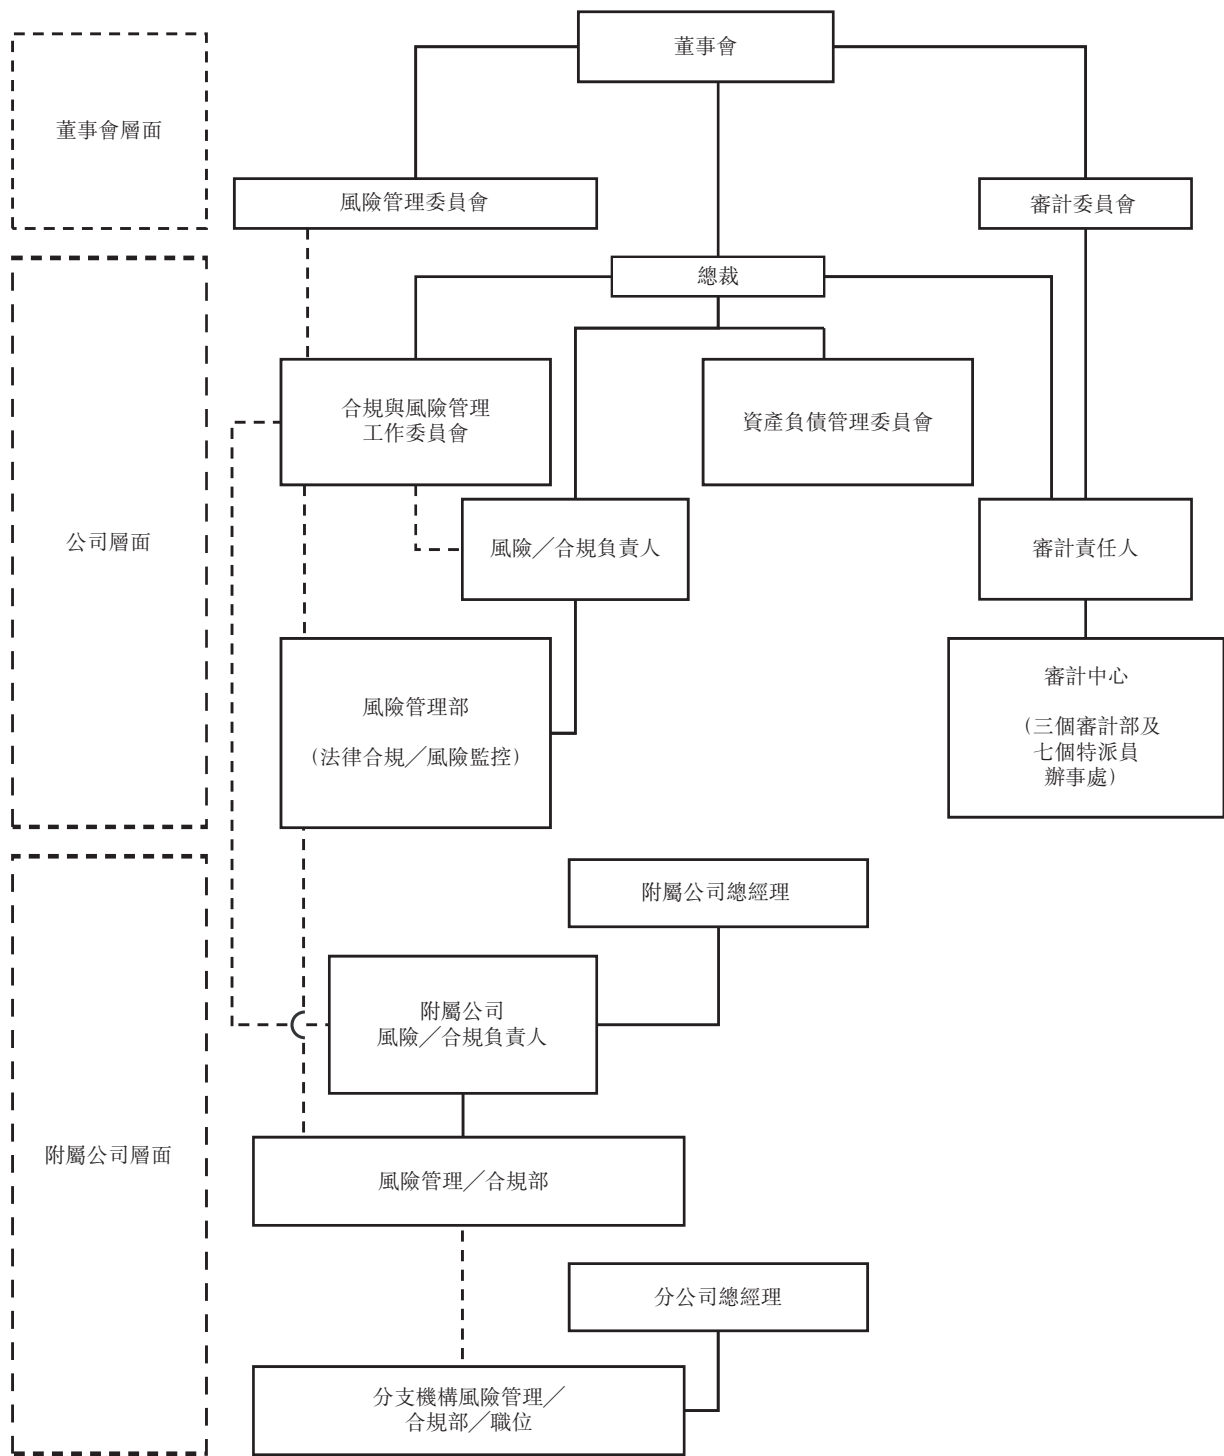 董事會
董事會層面
風險管理委員會
審計委員會
總裁
合規與風險管理
工作委員會
資產負債管理委員會
公司層面
風險／合規負責人
審計責任人
風險管理部
（法律合規／風險監控）
審計中心
（三個審計部及
七個特派員
辦事處）
附屬公司總經理
附屬公司
風險／合規負責人
附屬公司層面
風險管理／合規部
分公司總經理
分支機構風險管理／
合規部／職位